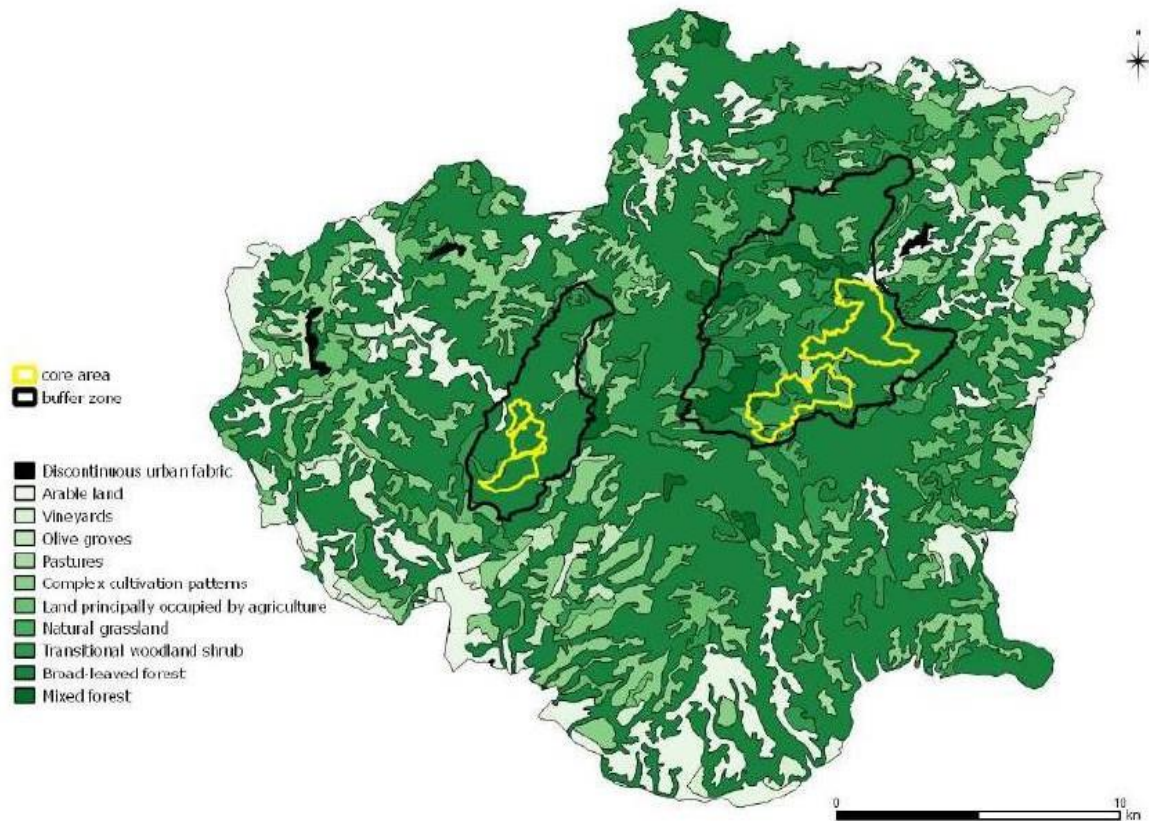 N
core area
buffer zone
Discontinuous urban fabric
Arable land
Vineyards
Olive groves
Pastures
Complex cultivation patterns
Land principally occupied by agriculture
Natural grassland
Transitional woodland shrub
Broad-leaved forest
Mixed forest
0 10
km